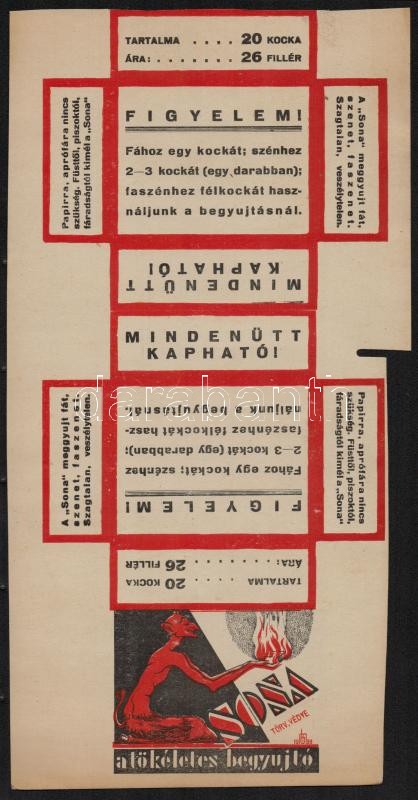 TARTALMA .... 20 KOCKA
ÁRA: ....... 26 FILLÉR
Papirra, aprófára nincs
szükség. Füsttől, piszoktól,
fáradságtól kimél a „Sona"
FIGYELEM!
Fához egy kockát; szénhez
2—3 kockát (egy darabban);
faszénhez félkockát hasz-
náljunk a begyujtásnál.
A „Sona" meggyujt fát,
szenet, faszenet.
Szagtalan, veszélytelen.
MINDENÜTT
KAPHATÓ!
MINDENÜTT
KAPHATÓ!
A „Sona" meggyujt fát,
szenet, faszenet.
Szagtalan, veszélytelen.
FIGYELEM!
Fához egy kockát; szénhez
2—3 kockát (egy darabban);
faszénhez félkockát hasz-
náljunk a begyujtásnál.
Papirra, aprófára nincs
szükség. Füsttől, piszoktól,
fáradságtól kimél a „Sona"
TARTALMA .... 20 KOCKA
ÁRA: ....... 26 FILLÉR
SONA
TÖRV. VÉDVE
a tökéletes begyujtó
darabanth